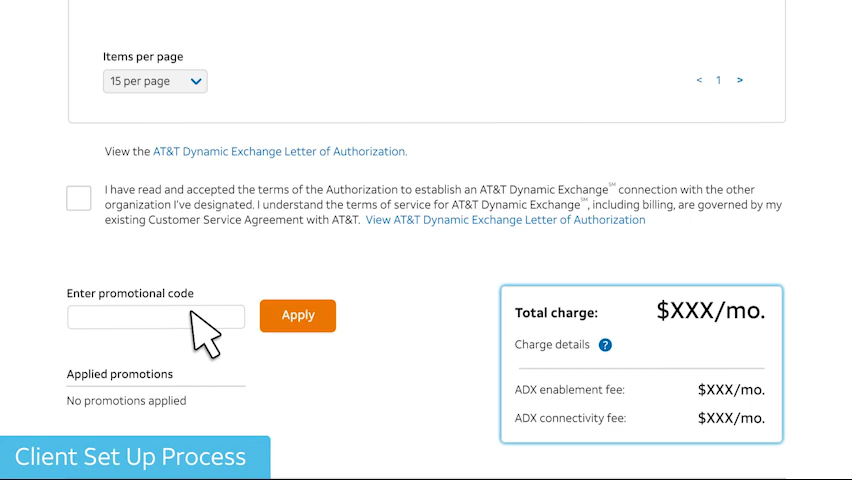 Items per page
15 per page
< 1 >
View the AT&T Dynamic Exchange Letter of Authorization.
I have read and accepted the terms of the Authorization to establish an AT&T Dynamic Exchange℠ connection with the other
organization I've designated. I understand the terms of service for AT&T Dynamic Exchange℠, including billing, are governed by my
existing Customer Service Agreement with AT&T. View AT&T Dynamic Exchange Letter of Authorization
Enter promotional code
Apply
Applied promotions
No promotions applied
Total charge: $XXX/mo.
Charge details ?
ADX enablement fee: $XXX/mo.
ADX connectivity fee: $XXX/mo.
Client Set Up Process